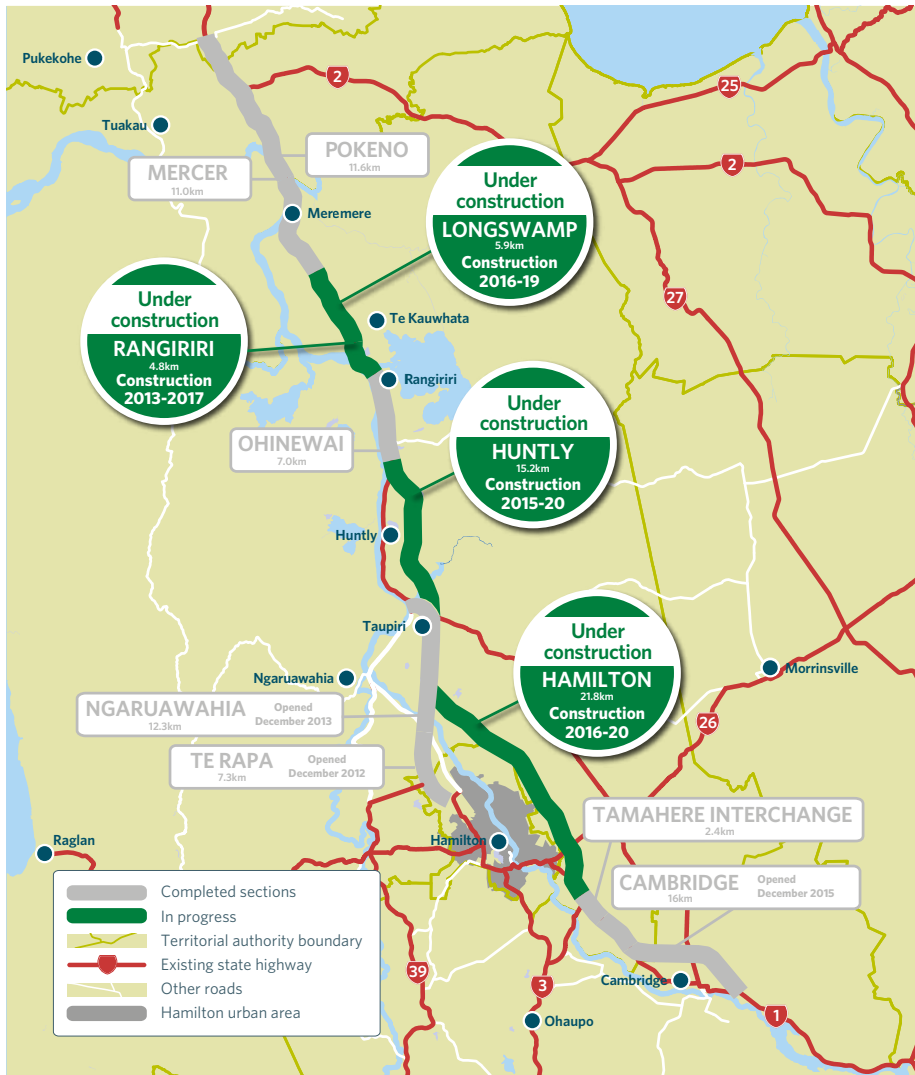 Pukekohe
2
25
Tuakau
POKENO
11.6km
MERCER
11.0km
2
Under
construction
LONGSWAMP
5.9km
Construction
2016-19
Meremere
27
Under
construction
RANGIRIRI
4.8km
Construction
2013-2017
Te Kauwhata
Rangiriri
Under
construction
HUNTLY
15.2km
Construction
2015-20
OHINEWAI
7.0km
Huntly
Taupiri
Under
construction
HAMILTON
21.8km
Construction
2016-20
Morrinsville
Ngaruawahia
NGARUAWAHIA
12.3km
Opened
December 2013
26
TE RAPA
7.3km
Opened
December 2012
TAMAHERE INTERCHANGE
2.4km
Hamilton
Raglan
CAMBRIDGE
16km
Opened
December 2015
Completed sections
In progress
Territorial authority boundary
Existing state highway
Other roads
Hamilton urban area
39
3
Cambridge
1
Ohaupo